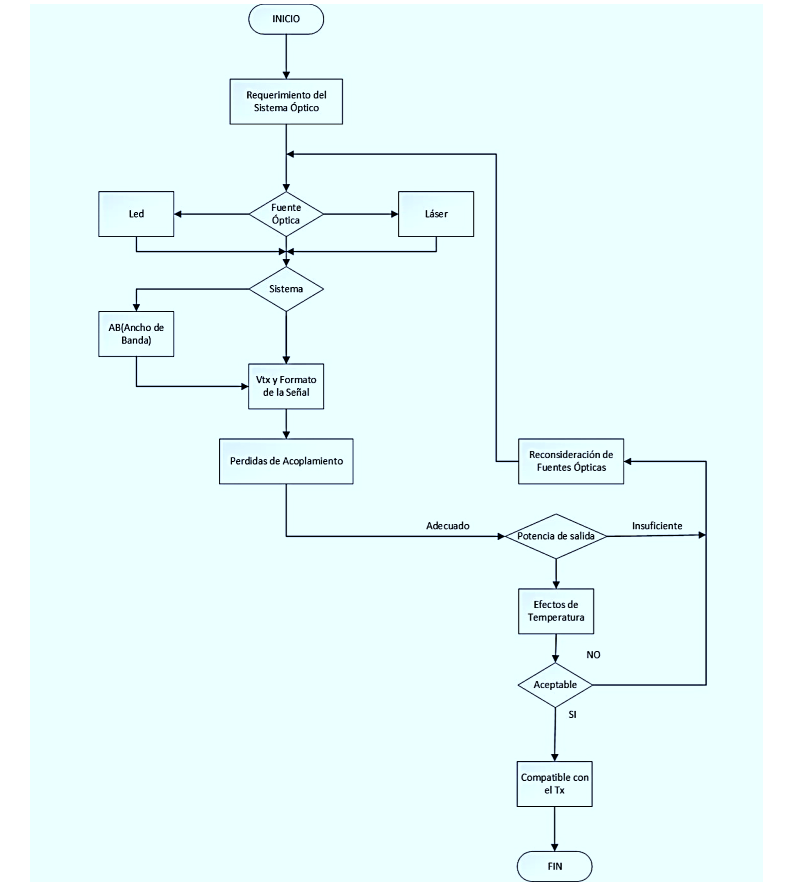 INICIO
Requerimiento del
Sistema Óptico
Fuente
Óptica
Led
Láser
Sistema
AB(Ancho de
Banda)
Vtx y Formato
de la Señal
Perdidas de Acoplamiento
Reconsideración de
Fuentes Ópticas
Adecuado
Potencia de salida
Insuficiente
Efectos de
Temperatura
NO
Aceptable
SI
Compatible con
el Tx
FIN